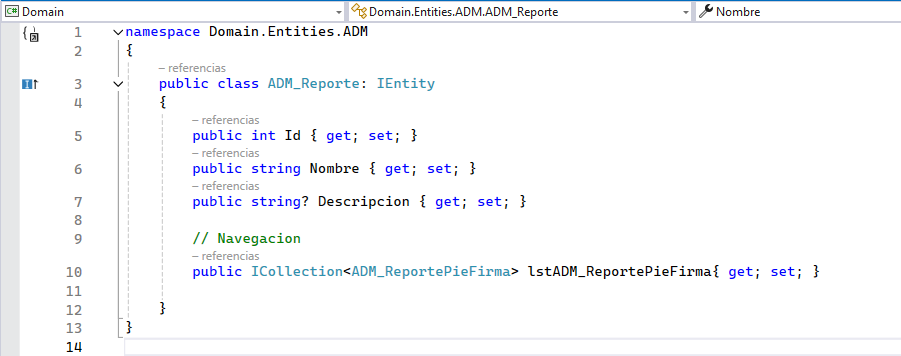 C# Domain Domain.Entities.ADM.ADM_Reporte Nombre
1 namespace Domain.Entities.ADM
2 {
– referencias
3 public class ADM_Reporte: IEntity
4 {
– referencias
5 public int Id { get; set; }
– referencias
6 public string Nombre { get; set; }
– referencias
7 public string? Descripcion { get; set; }
8
9 // Navegacion
– referencias
10 public ICollection<ADM_ReportePieFirma> lstADM_ReportePieFirma{ get; set; }
11
12 }
13 }
14